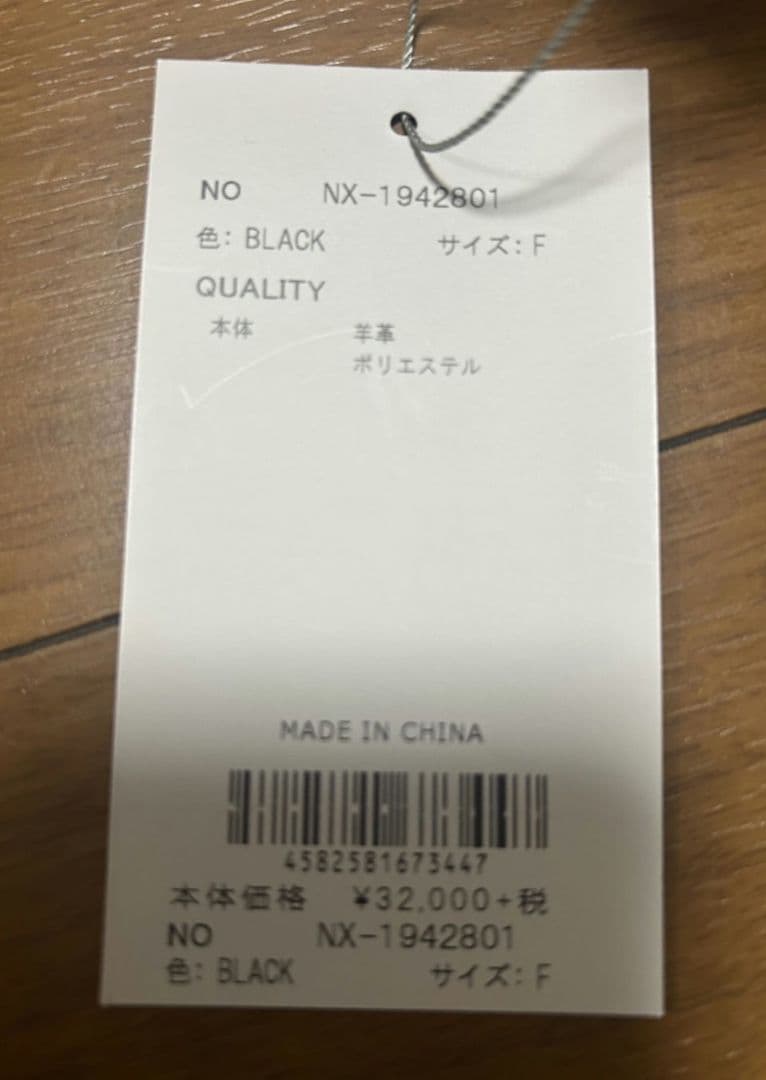 NO NX-1942801
色: BLACK サイズ: F
QUALITY
本体 羊革
ポリエステル
MADE IN CHINA
4582581673447
本体価格 ¥32,000+税
NO NX-1942801
色: BLACK サイズ: F